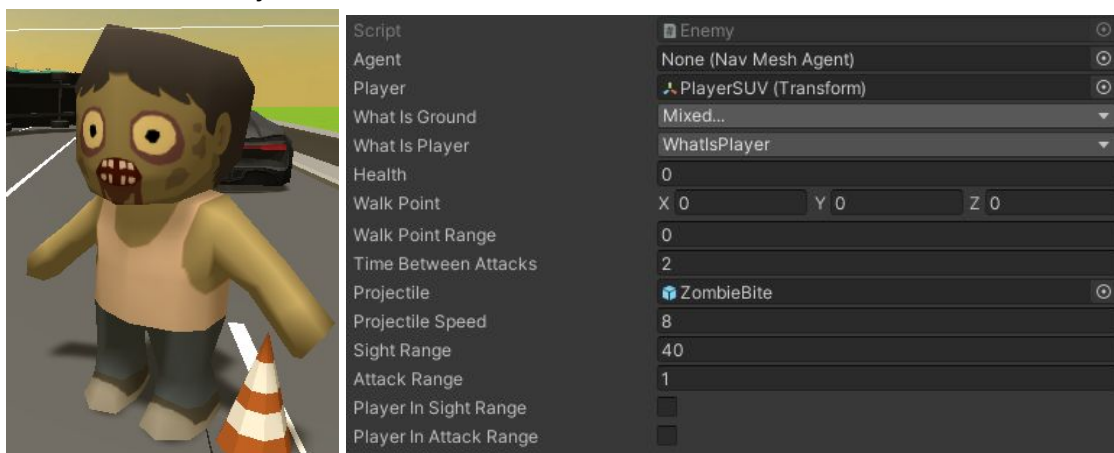 Script Enemy
Agent None (Nav Mesh Agent)
Player PlayerSUV (Transform)
What Is Ground Mixed...
What Is Player WhatIsPlayer
Health 0
Walk Point X 0 Y 0 Z 0
Walk Point Range 0
Time Between Attacks 2
Projectile ZombieBite
Projectile Speed 8
Sight Range 40
Attack Range 1
Player In Sight Range
Player In Attack Range